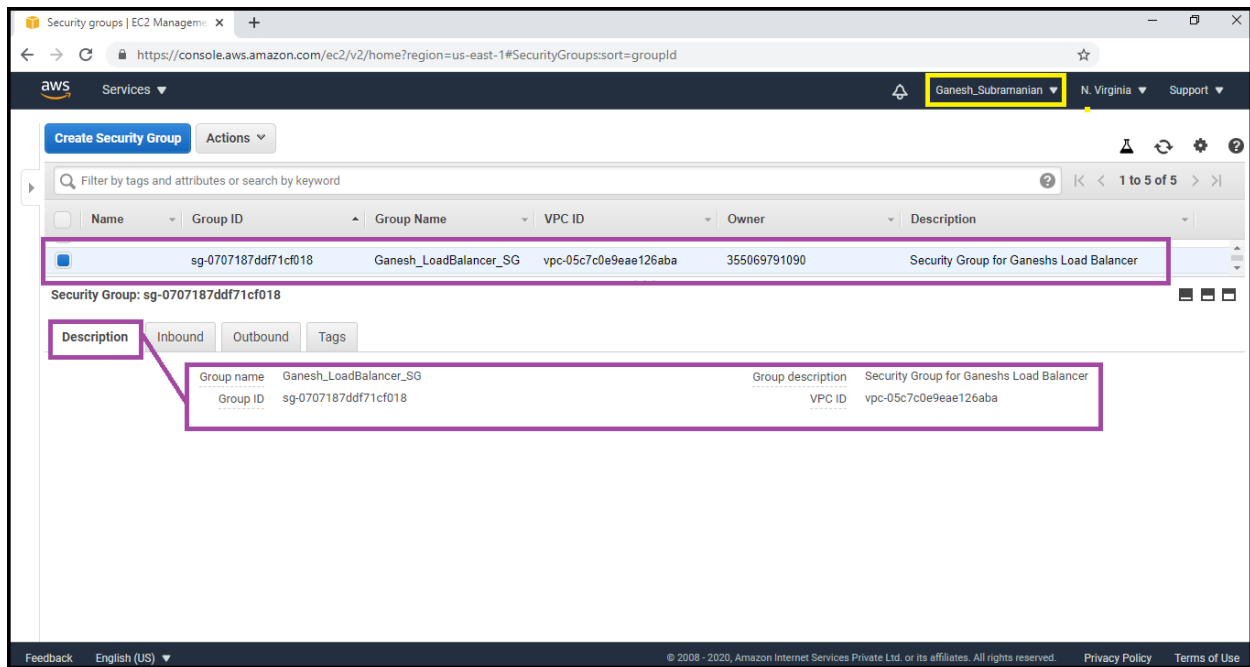 Security groups | EC2 Manageme
https://console.aws.amazon.com/ec2/v2/home?region=us-east-1#SecurityGroups:sort=groupId
aws Services Ganesh_Subramanian N. Virginia Support
Create Security Group Actions
Filter by tags and attributes or search by keyword 1 to 5 of 5
Name Group ID Group Name VPC ID Owner Description
sg-0707187ddf71cf018 Ganesh_LoadBalancer_SG vpc-05c7c0e9eae126aba 355069791090 Security Group for Ganeshs Load Balancer
Security Group: sg-0707187ddf71cf018
Description Inbound Outbound Tags
Group name Ganesh_LoadBalancer_SG Group description Security Group for Ganeshs Load Balancer
Group ID sg-0707187ddf71cf018 VPC ID vpc-05c7c0e9eae126aba
Feedback English (US) © 2008 - 2020, Amazon Internet Services Private Ltd. or its affiliates. All rights reserved. Privacy Policy Terms of Use